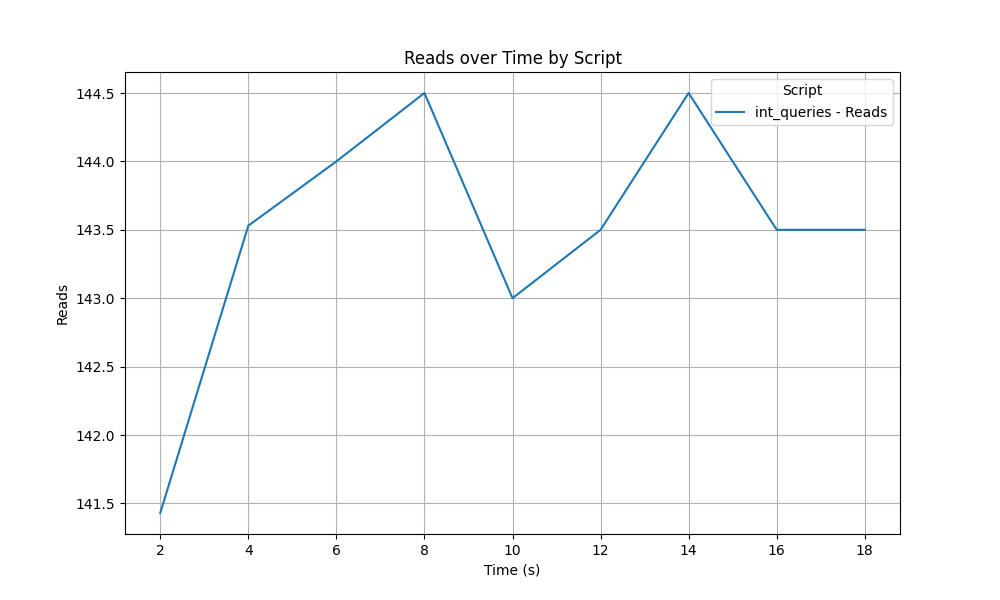 Reads over Time by Script
Script
int_queries - Reads
144.5
144.0
143.5
143.0
142.5
142.0
141.5
Reads
2 4 6 8 10 12 14 16 18
Time (s)